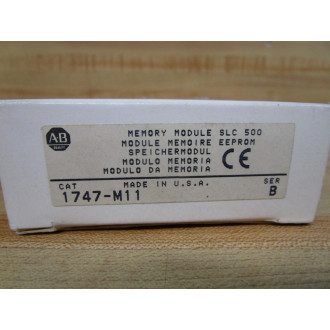 A-B
MEMORY MODULE SLC 500
MODULE MEMOIRE EEPROM
SPEICHERMODUL
MODULO MEMORIA
MODULO DA MEMORIA
CE
CAT MADE IN U.S.A. SER
1747-M11 B